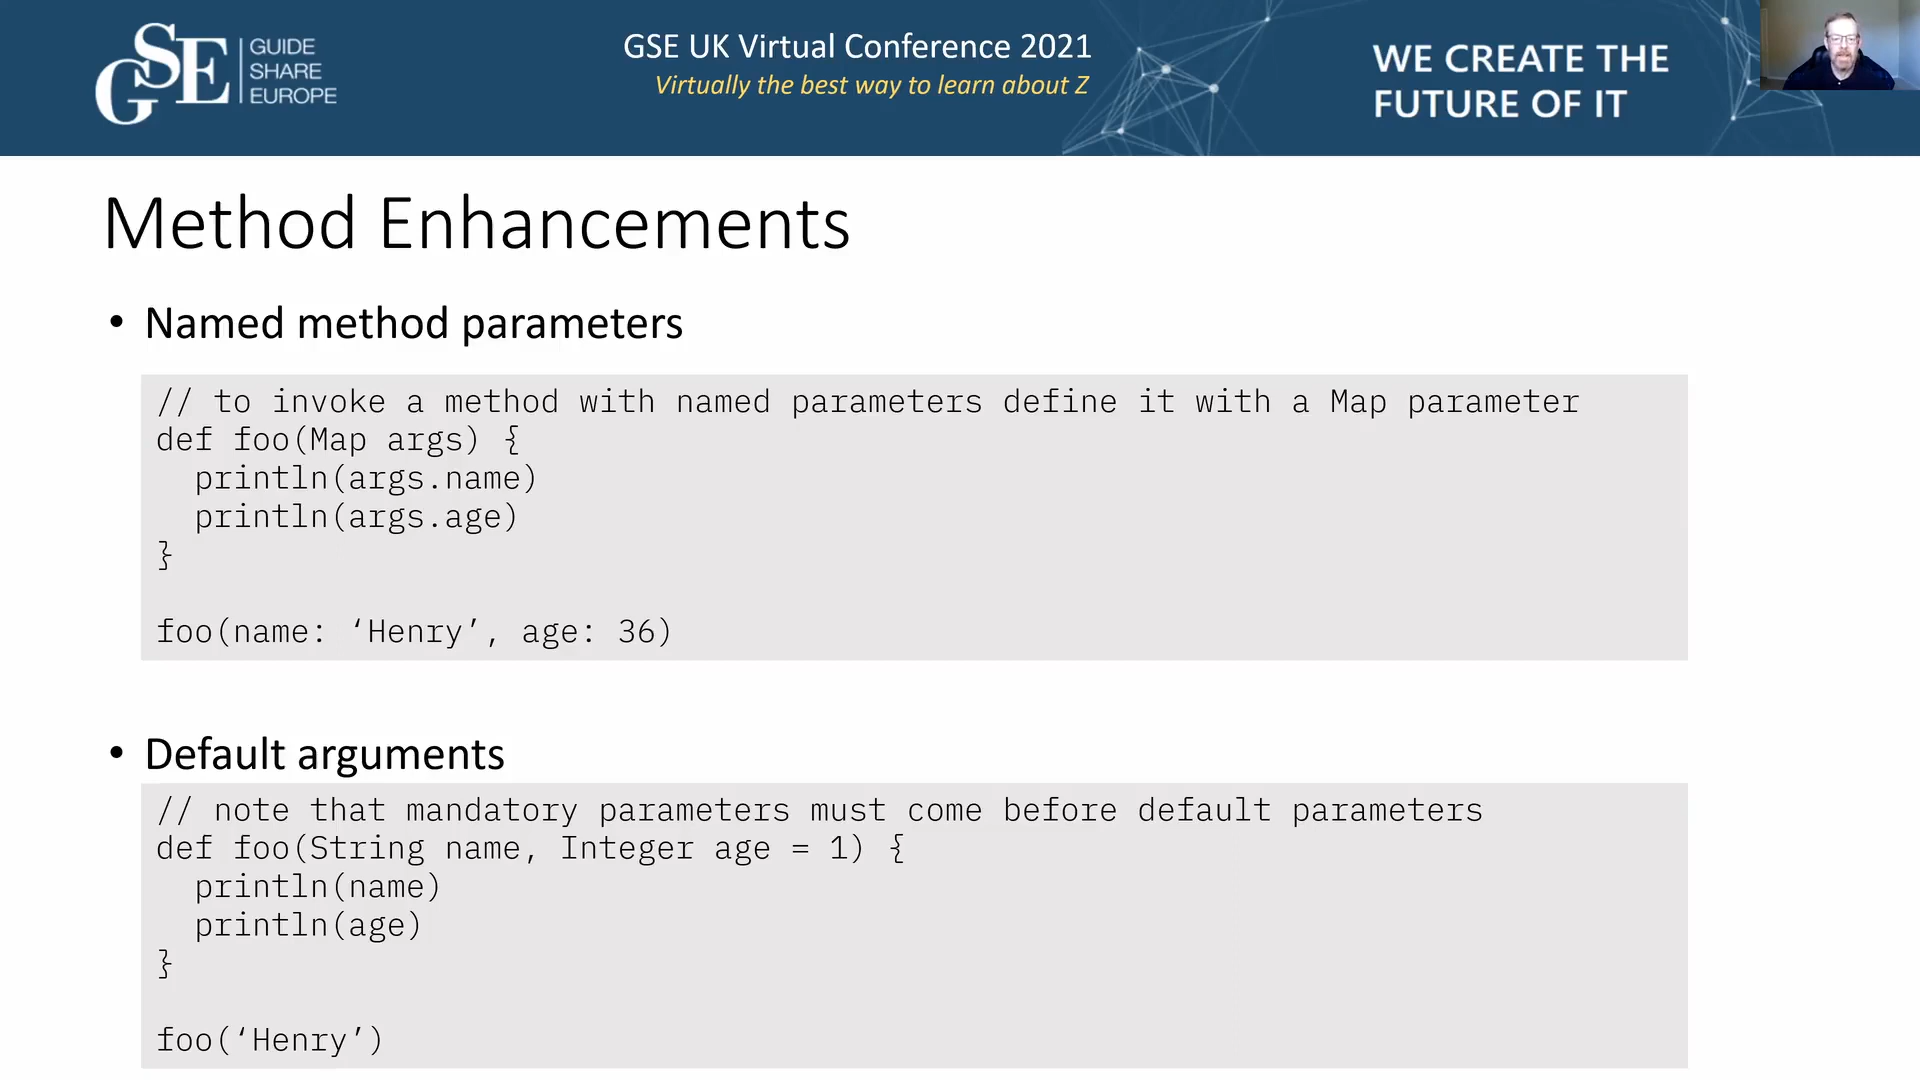 GSE
GUIDE
SHARE
EUROPE
GSE UK Virtual Conference 2021
Virtually the best way to learn about Z
WE CREATE THE
FUTURE OF IT
Method Enhancements
• Named method parameters
// to invoke a method with named parameters define it with a Map parameter
def foo(Map args) {
  println(args.name)
  println(args.age)
}
foo(name: ‘Henry’, age: 36)
• Default arguments
// note that mandatory parameters must come before default parameters
def foo(String name, Integer age = 1) {
  println(name)
  println(age)
}
foo(‘Henry’)